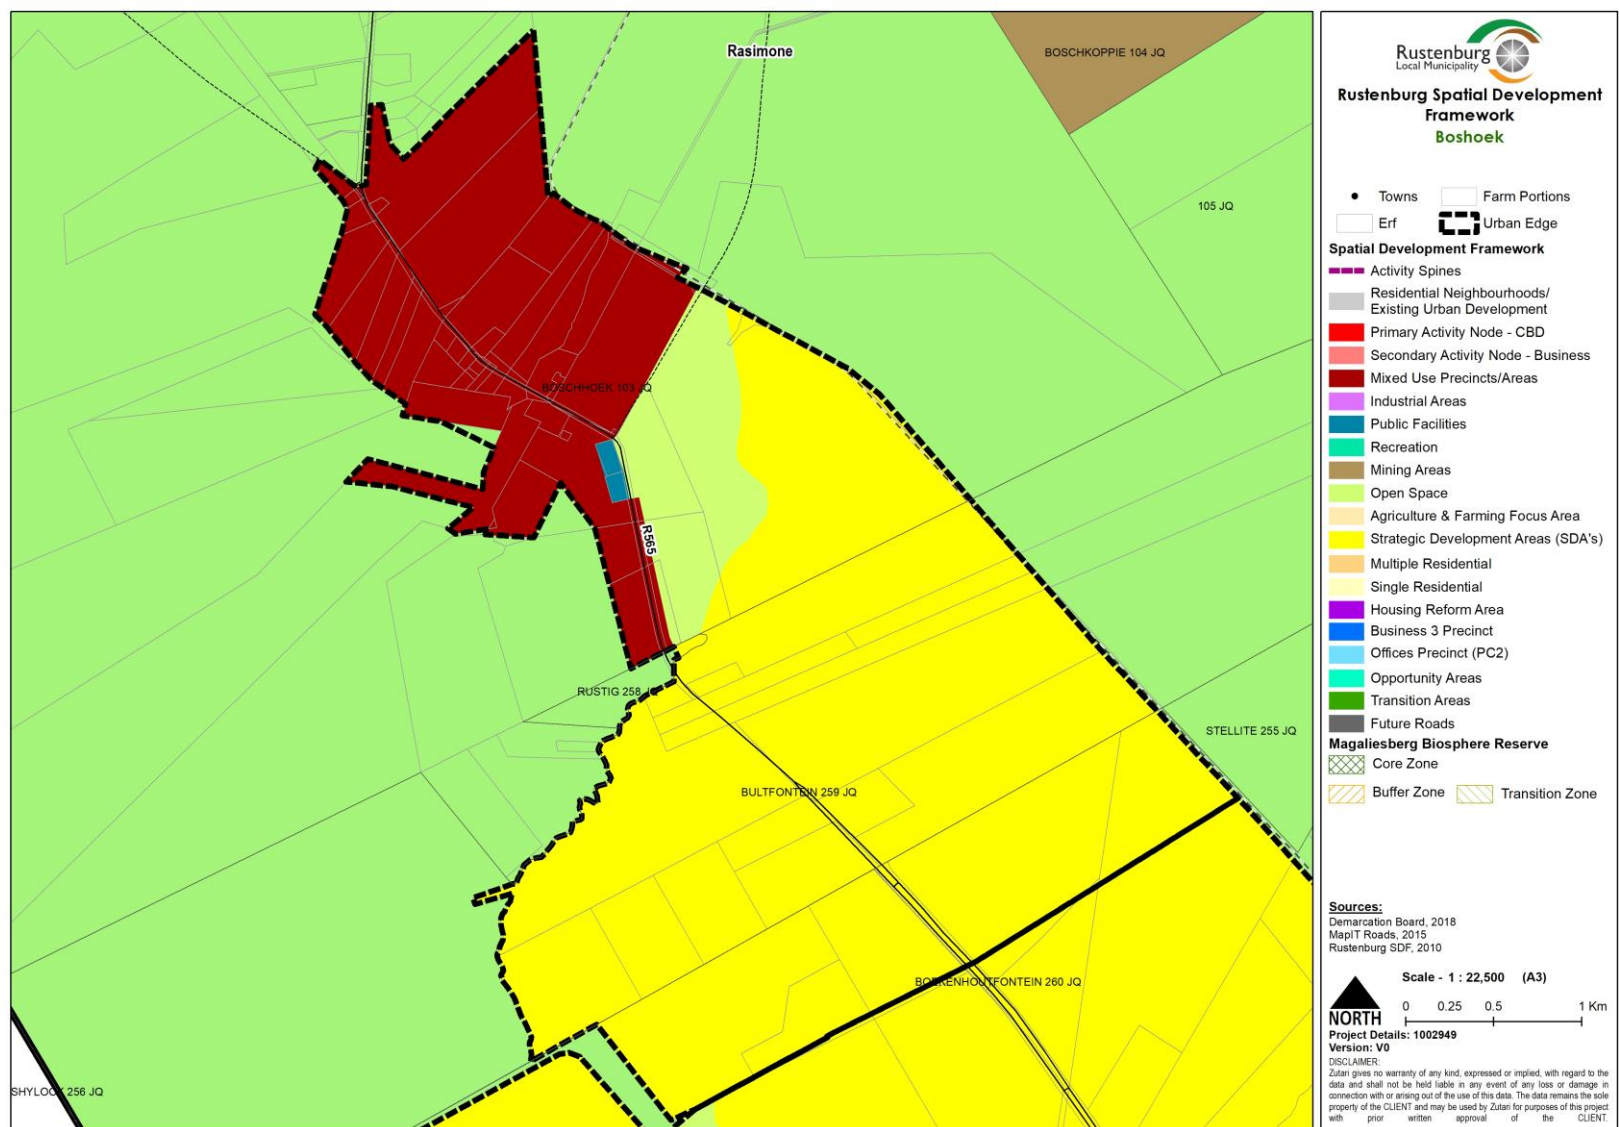 Rasimone
BOSCHKOPPIE 104 JQ
105 JQ
BOSCHHOEK 103 JQ
R565
RUSTIG 258 JQ
STELLITE 255 JQ
BULTFONTEIN 259 JQ
BOEKENHOUTFONTEIN 260 JQ
SHYLOCK 256 JQ
Rustenburg
Local Municipality
Rustenburg Spatial Development
Framework
Boshoek
Towns
Farm Portions
Erf
Urban Edge
Spatial Development Framework
Activity Spines
Residential Neighbourhoods/
Existing Urban Development
Primary Activity Node - CBD
Secondary Activity Node - Business
Mixed Use Precincts/Areas
Industrial Areas
Public Facilities
Recreation
Mining Areas
Open Space
Agriculture & Farming Focus Area
Strategic Development Areas (SDA's)
Multiple Residential
Single Residential
Housing Reform Area
Business 3 Precinct
Offices Precinct (PC2)
Opportunity Areas
Transition Areas
Future Roads
Magaliesberg Biosphere Reserve
Core Zone
Buffer Zone
Transition Zone
Sources:
Demarcation Board, 2018
MapIT Roads, 2015
Rustenburg SDF, 2010
Scale - 1 : 22,500 (A3)
0 0.25 0.5 1 Km
NORTH
Project Details: 1002949
Version: V0
DISCLAIMER:
Zutari gives no warranty of any kind, expressed or implied, with regard to the
data and shall not be held liable in any event of any loss or damage in
connection with or arising out of the use of this data. The data remains the sole
property of the CLIENT and may be used by Zutari for purposes of this project
with prior written approval of the CLIENT.